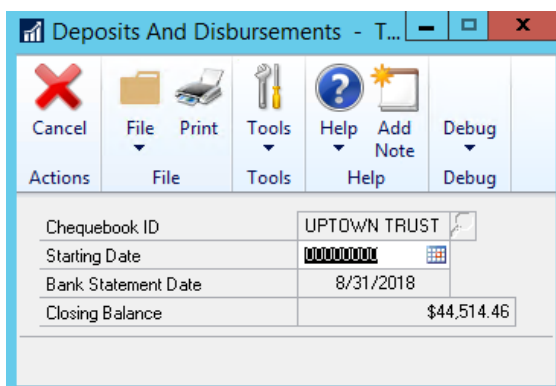 Deposits And Disbursements - T...
Cancel
File
Print
Tools
Help
Add Note
Debug
Actions
File
Tools
Help
Debug
Chequebook ID UPTOWN TRUST
Starting Date
Bank Statement Date 8/31/2018
Closing Balance $44,514.46